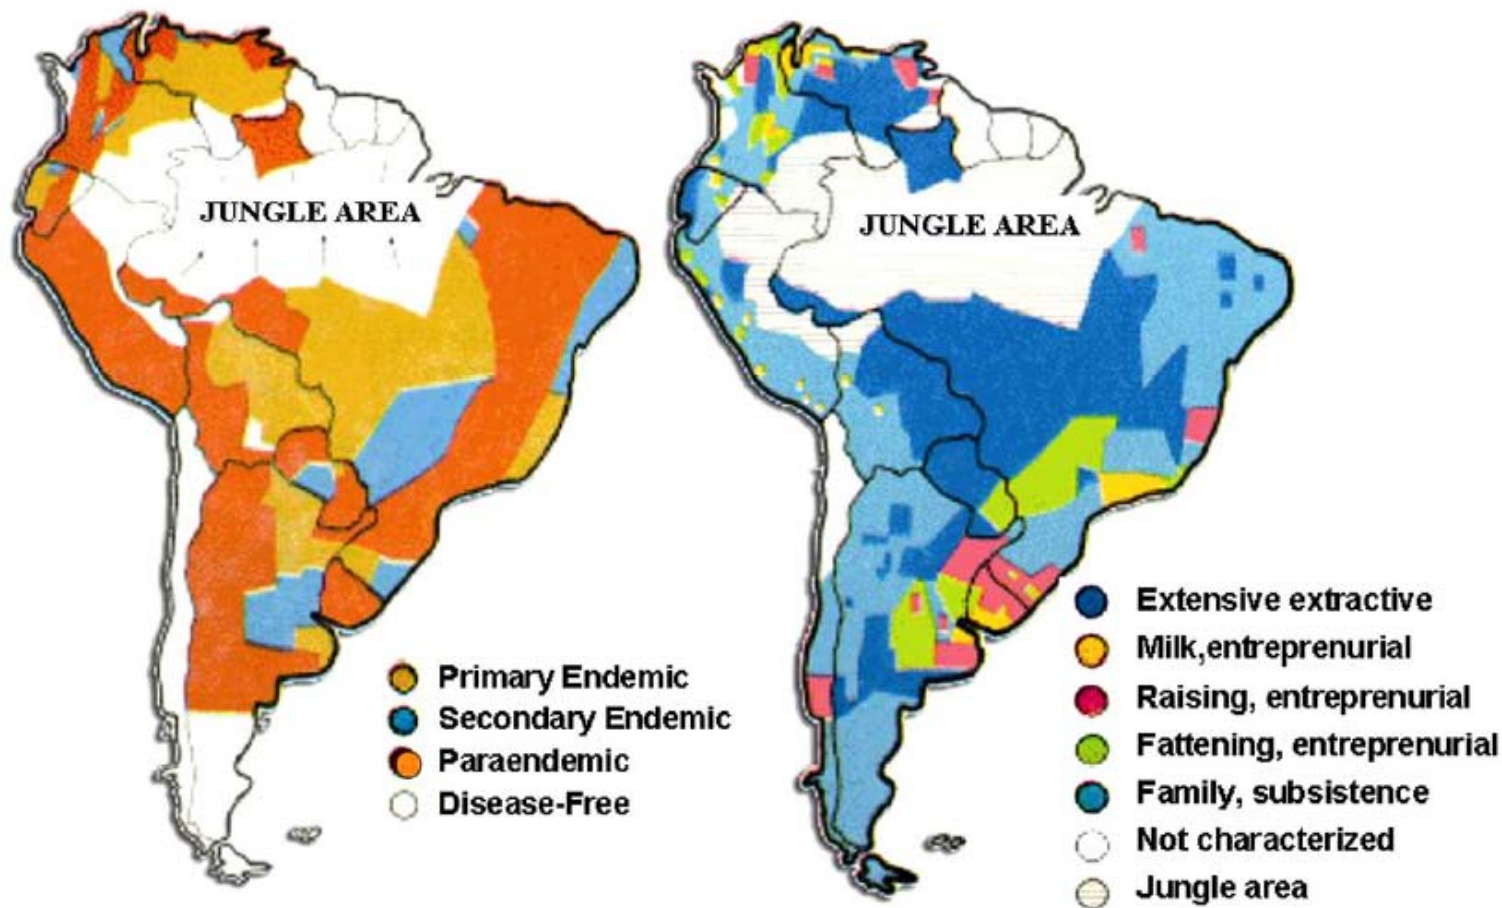 JUNGLE AREA
Primary Endemic
Secondary Endemic
Paraendemic
Disease-Free
JUNGLE AREA
Extensive extractive
Milk,entreprenurial
Raising, entreprenurial
Fattening, entreprenurial
Family, subsistence
Not characterized
Jungle area